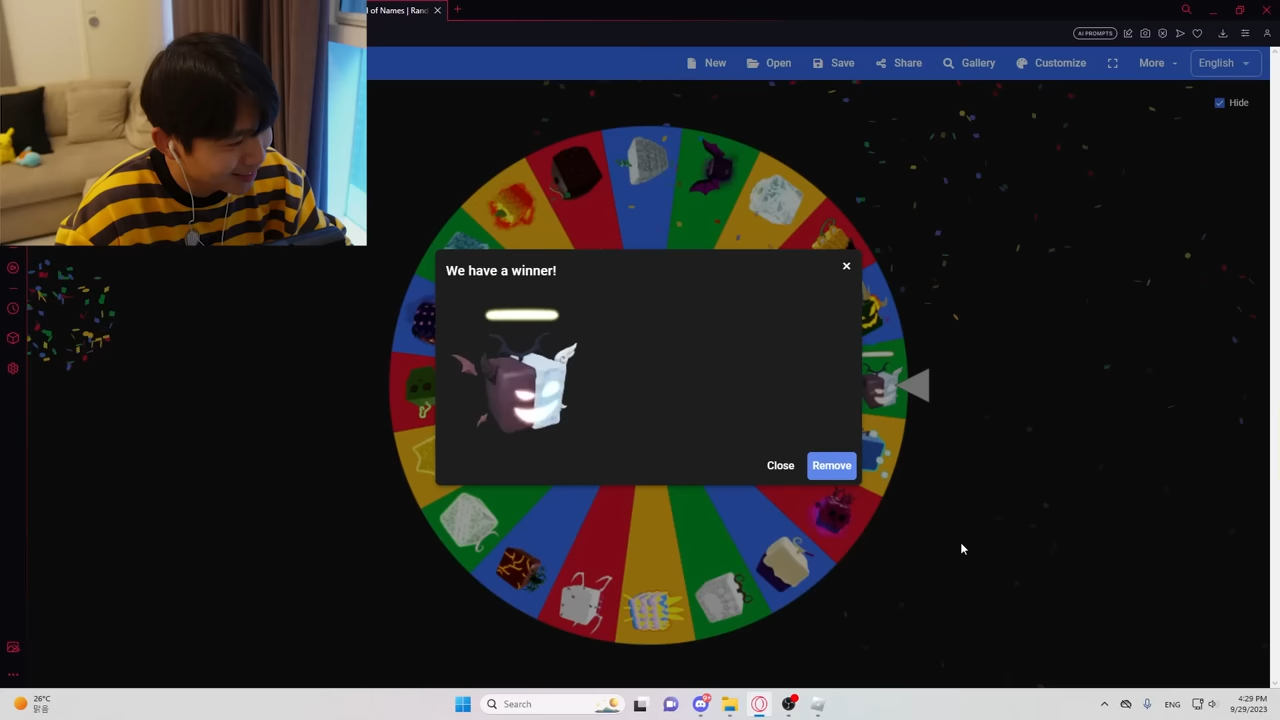 l of Names | Rand
AI PROMPTS
New
Open
Save
Share
Gallery
Customize
More
English
Hide
We have a winner!
Close
Remove
26°C
맑음
Search
9+
ENG
4:29 PM
9/29/2023